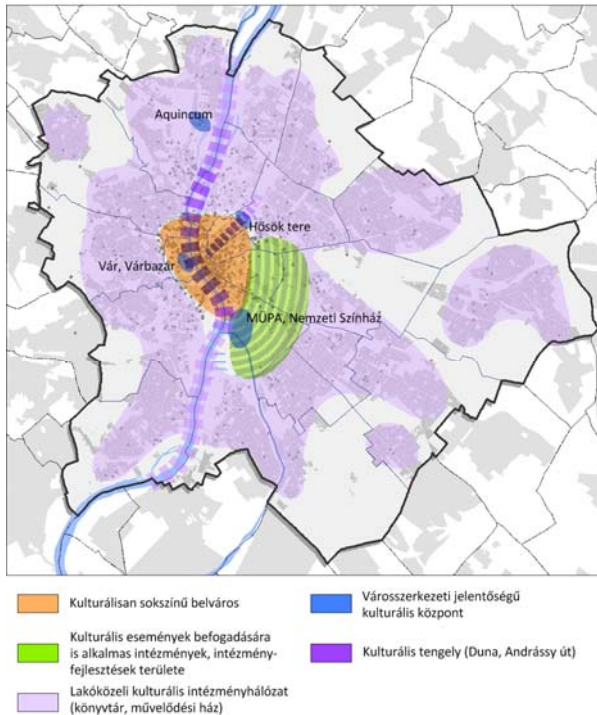 Aquincum
Hősök tere
Vár, Várbazár
MÜPA, Nemzeti Színház
Kulturálisan sokszínű belváros
Kulturális események befogadására
is alkalmas intézmények, intézmény-
fejlesztések területe
Lakóközeli kulturális intézményhálózat
(könyvtár, művelődési ház)
Városszerkezeti jelentőségű
kulturális központ
Kulturális tengely (Duna, Andrássy út)